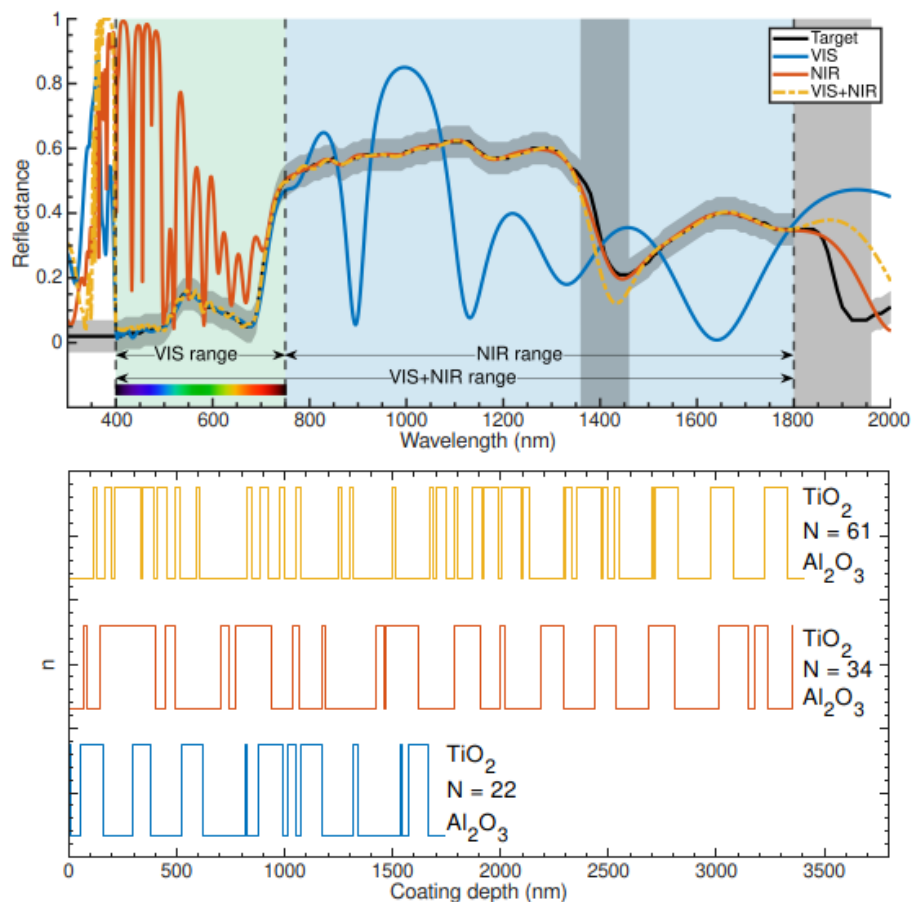 1
0.8
0.6
0.4
0.2
0
Reflectance
Target
VIS
NIR
VIS+NIR
VIS range
NIR range
VIS+NIR range
400 600 800 1000 1200 1400 1600 1800 2000
Wavelength (nm)
TiO2
N = 61
Al2O3
TiO2
N = 34
Al2O3
TiO2
N = 22
Al2O3
n
0 500 1000 1500 2000 2500 3000 3500
Coating depth (nm)